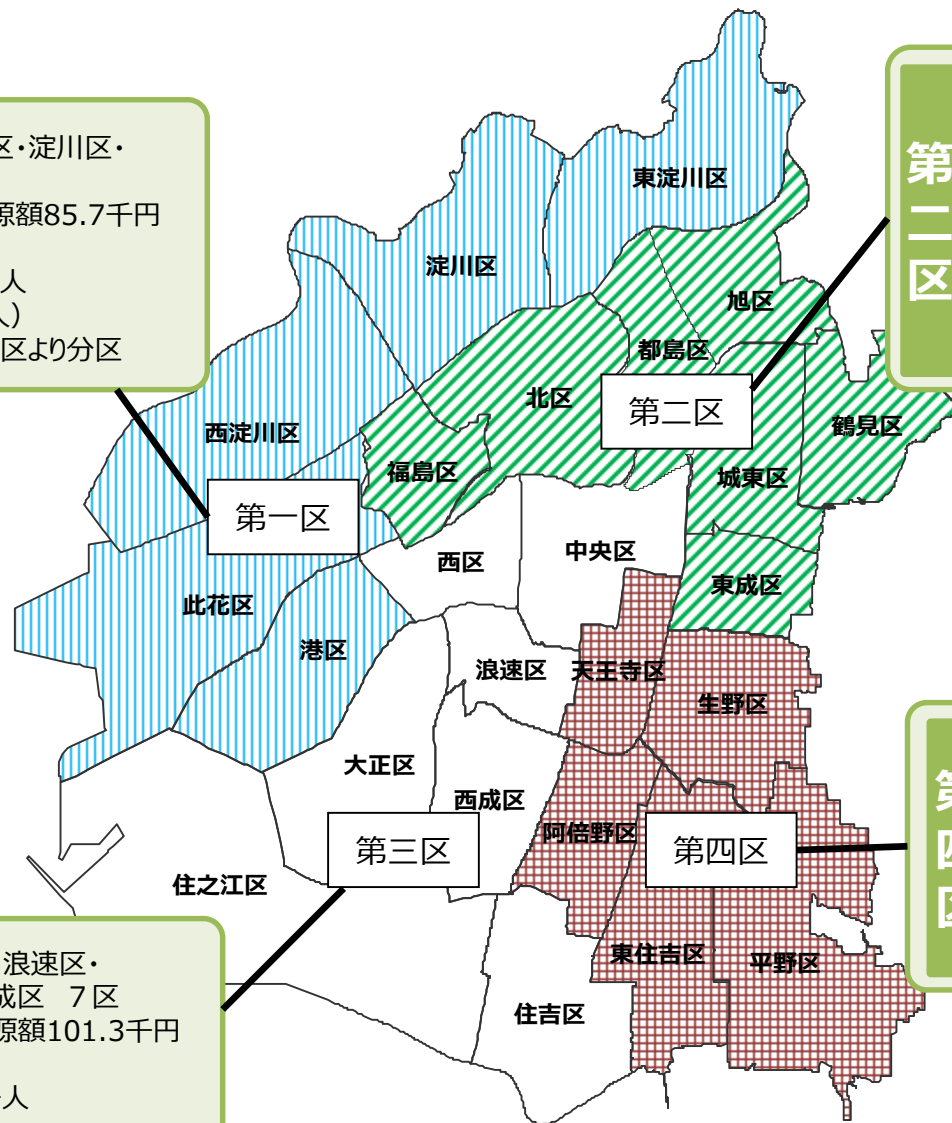 区・淀川区・
源額85.7千円
人
人）
区より分区
第二区
東淀川区
淀川区
旭区
都島区
北区
第二区
鶴見区
西淀川区
福島区
城東区
第一区
西区
中央区
東成区
此花区
港区
浪速区
天王寺区
生野区
大正区
西成区
阿倍野区
第三区
第四区
第四区
住之江区
東住吉区
平野区
住吉区
浪速区・
成区 7区
源額101.3千円
人